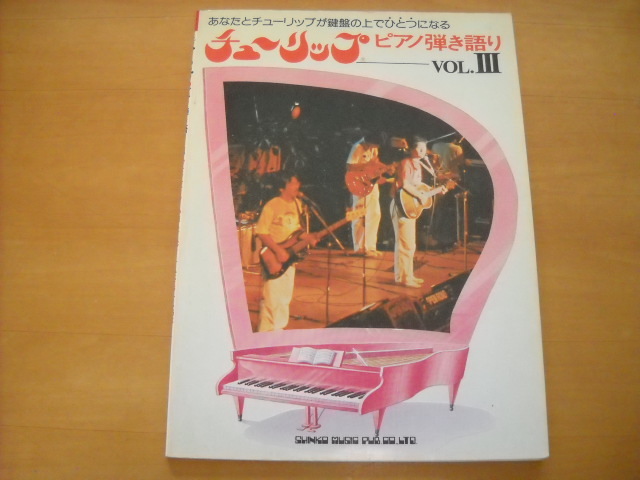 あなたとチューリップが鍵盤の上でひとつになる
チューリップ ピアノ弾き語り
VOL.III
SHINKO MUSIC PUB. CO., LTD.